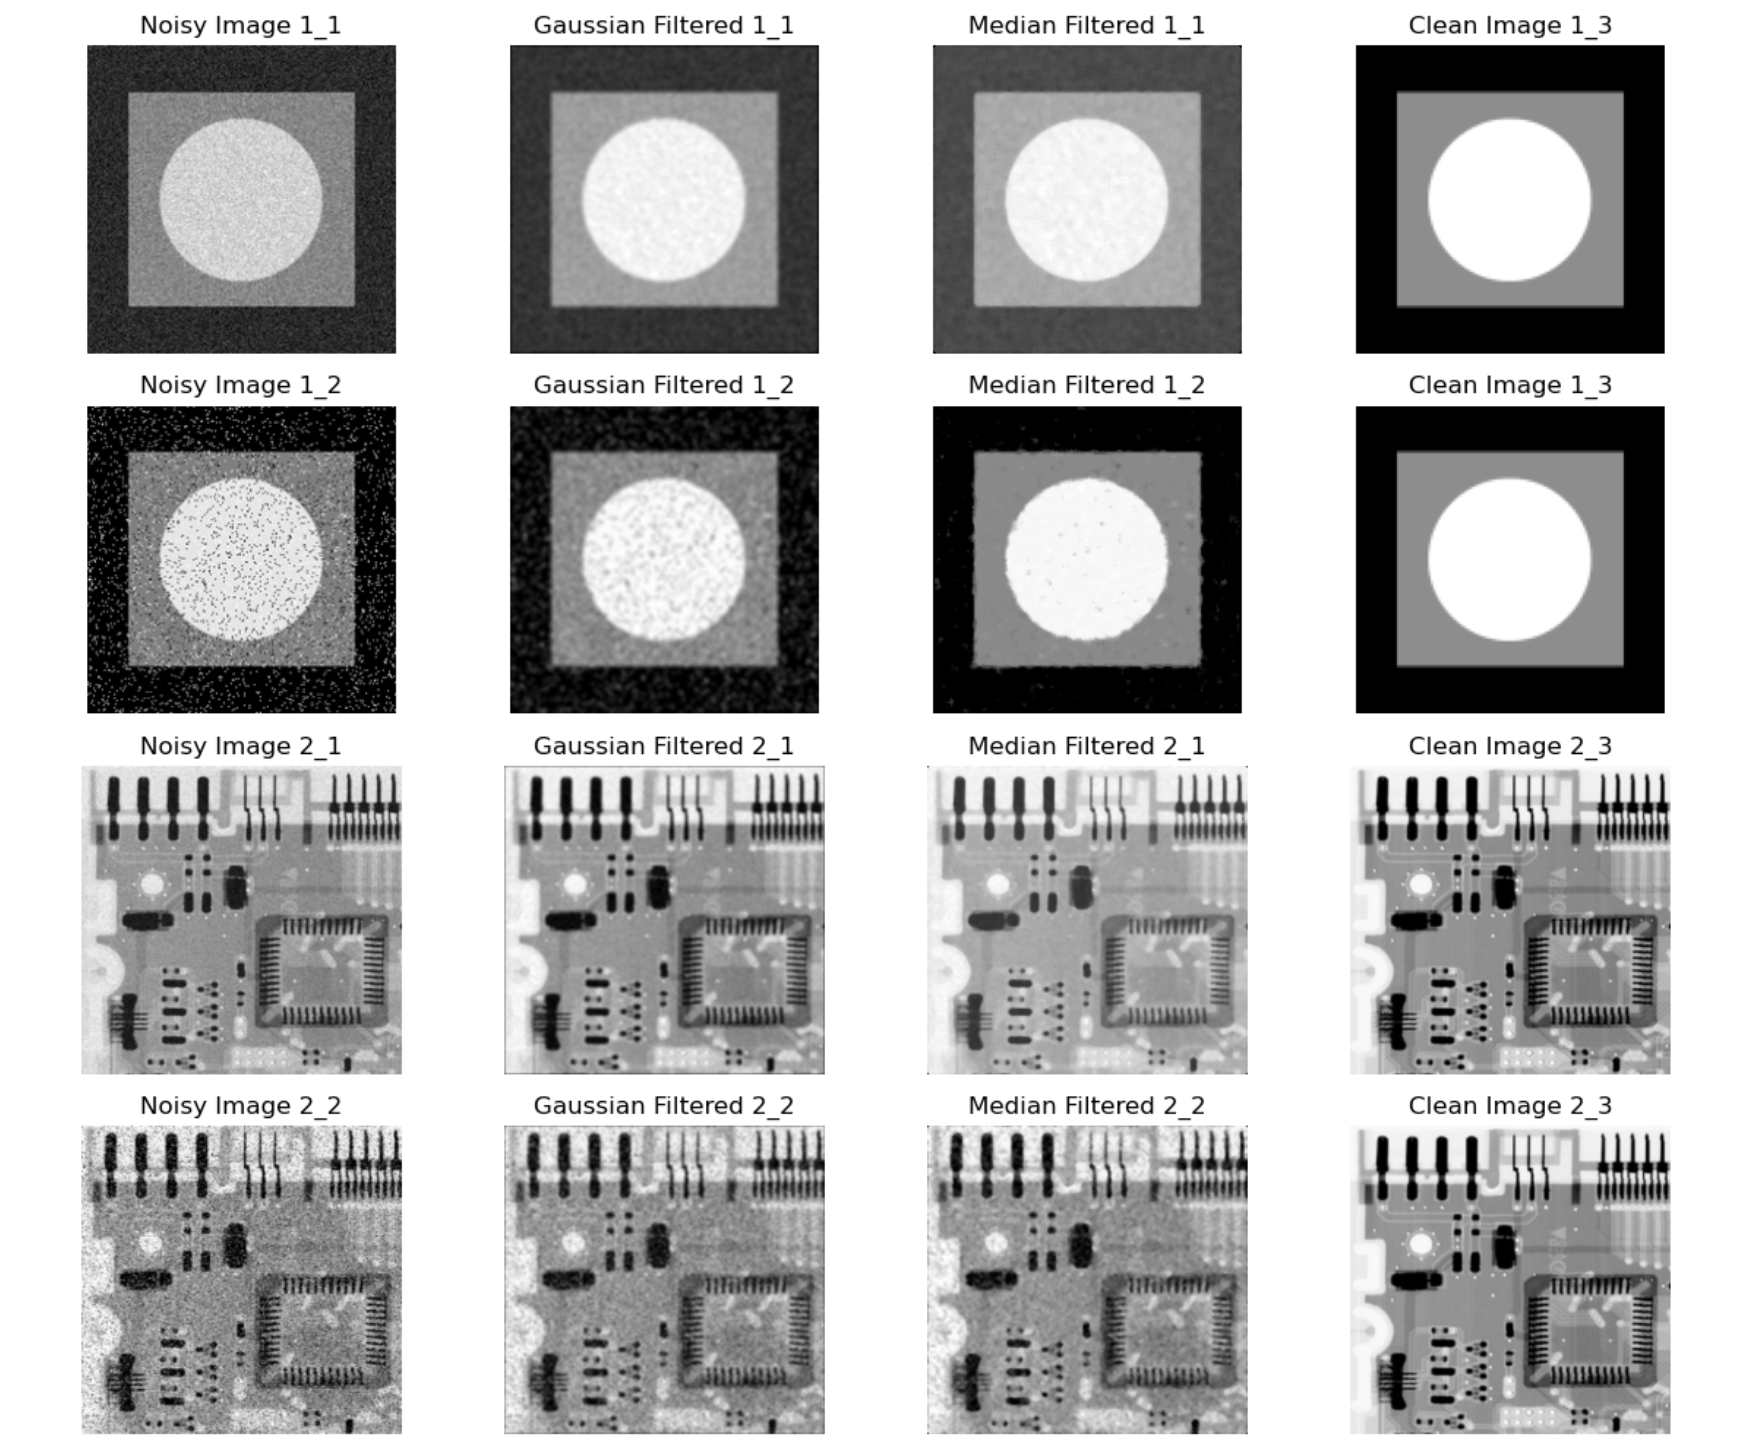 Noisy Image 1_1
Gaussian Filtered 1_1
Median Filtered 1_1
Clean Image 1_3
Noisy Image 1_2
Gaussian Filtered 1_2
Median Filtered 1_2
Clean Image 1_3
Noisy Image 2_1
Gaussian Filtered 2_1
Median Filtered 2_1
Clean Image 2_3
Noisy Image 2_2
Gaussian Filtered 2_2
Median Filtered 2_2
Clean Image 2_3